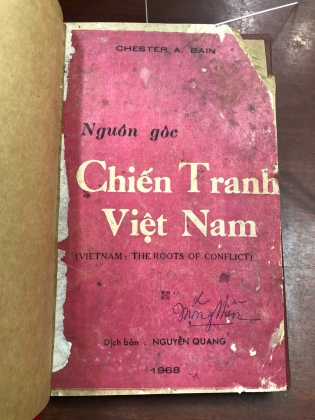 CHESTER A. BAIN
Nguồn gốc
Chiến Tranh
Việt Nam
(VIETNAM : THE ROOTS OF CONFLICT)
Dịch bản : NGUYỄN QUANG
1968